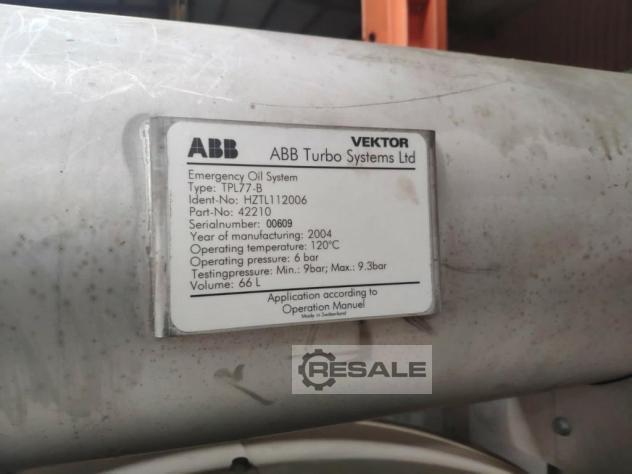 ABB
VEKTOR
ABB Turbo Systems Ltd
Emergency Oil System
Type: TPL77-B
Ident-No: HZTL112006
Part-No: 42210
Serialnumber: 00609
Year of manufacturing: 2004
Operating temperature: 120°C
Operating pressure: 6 bar
Testingpressure: Min.: 9bar; Max.: 9.3bar
Volume: 66 L
Application according to
Operation Manuel
Made in Switzerland
RESALE